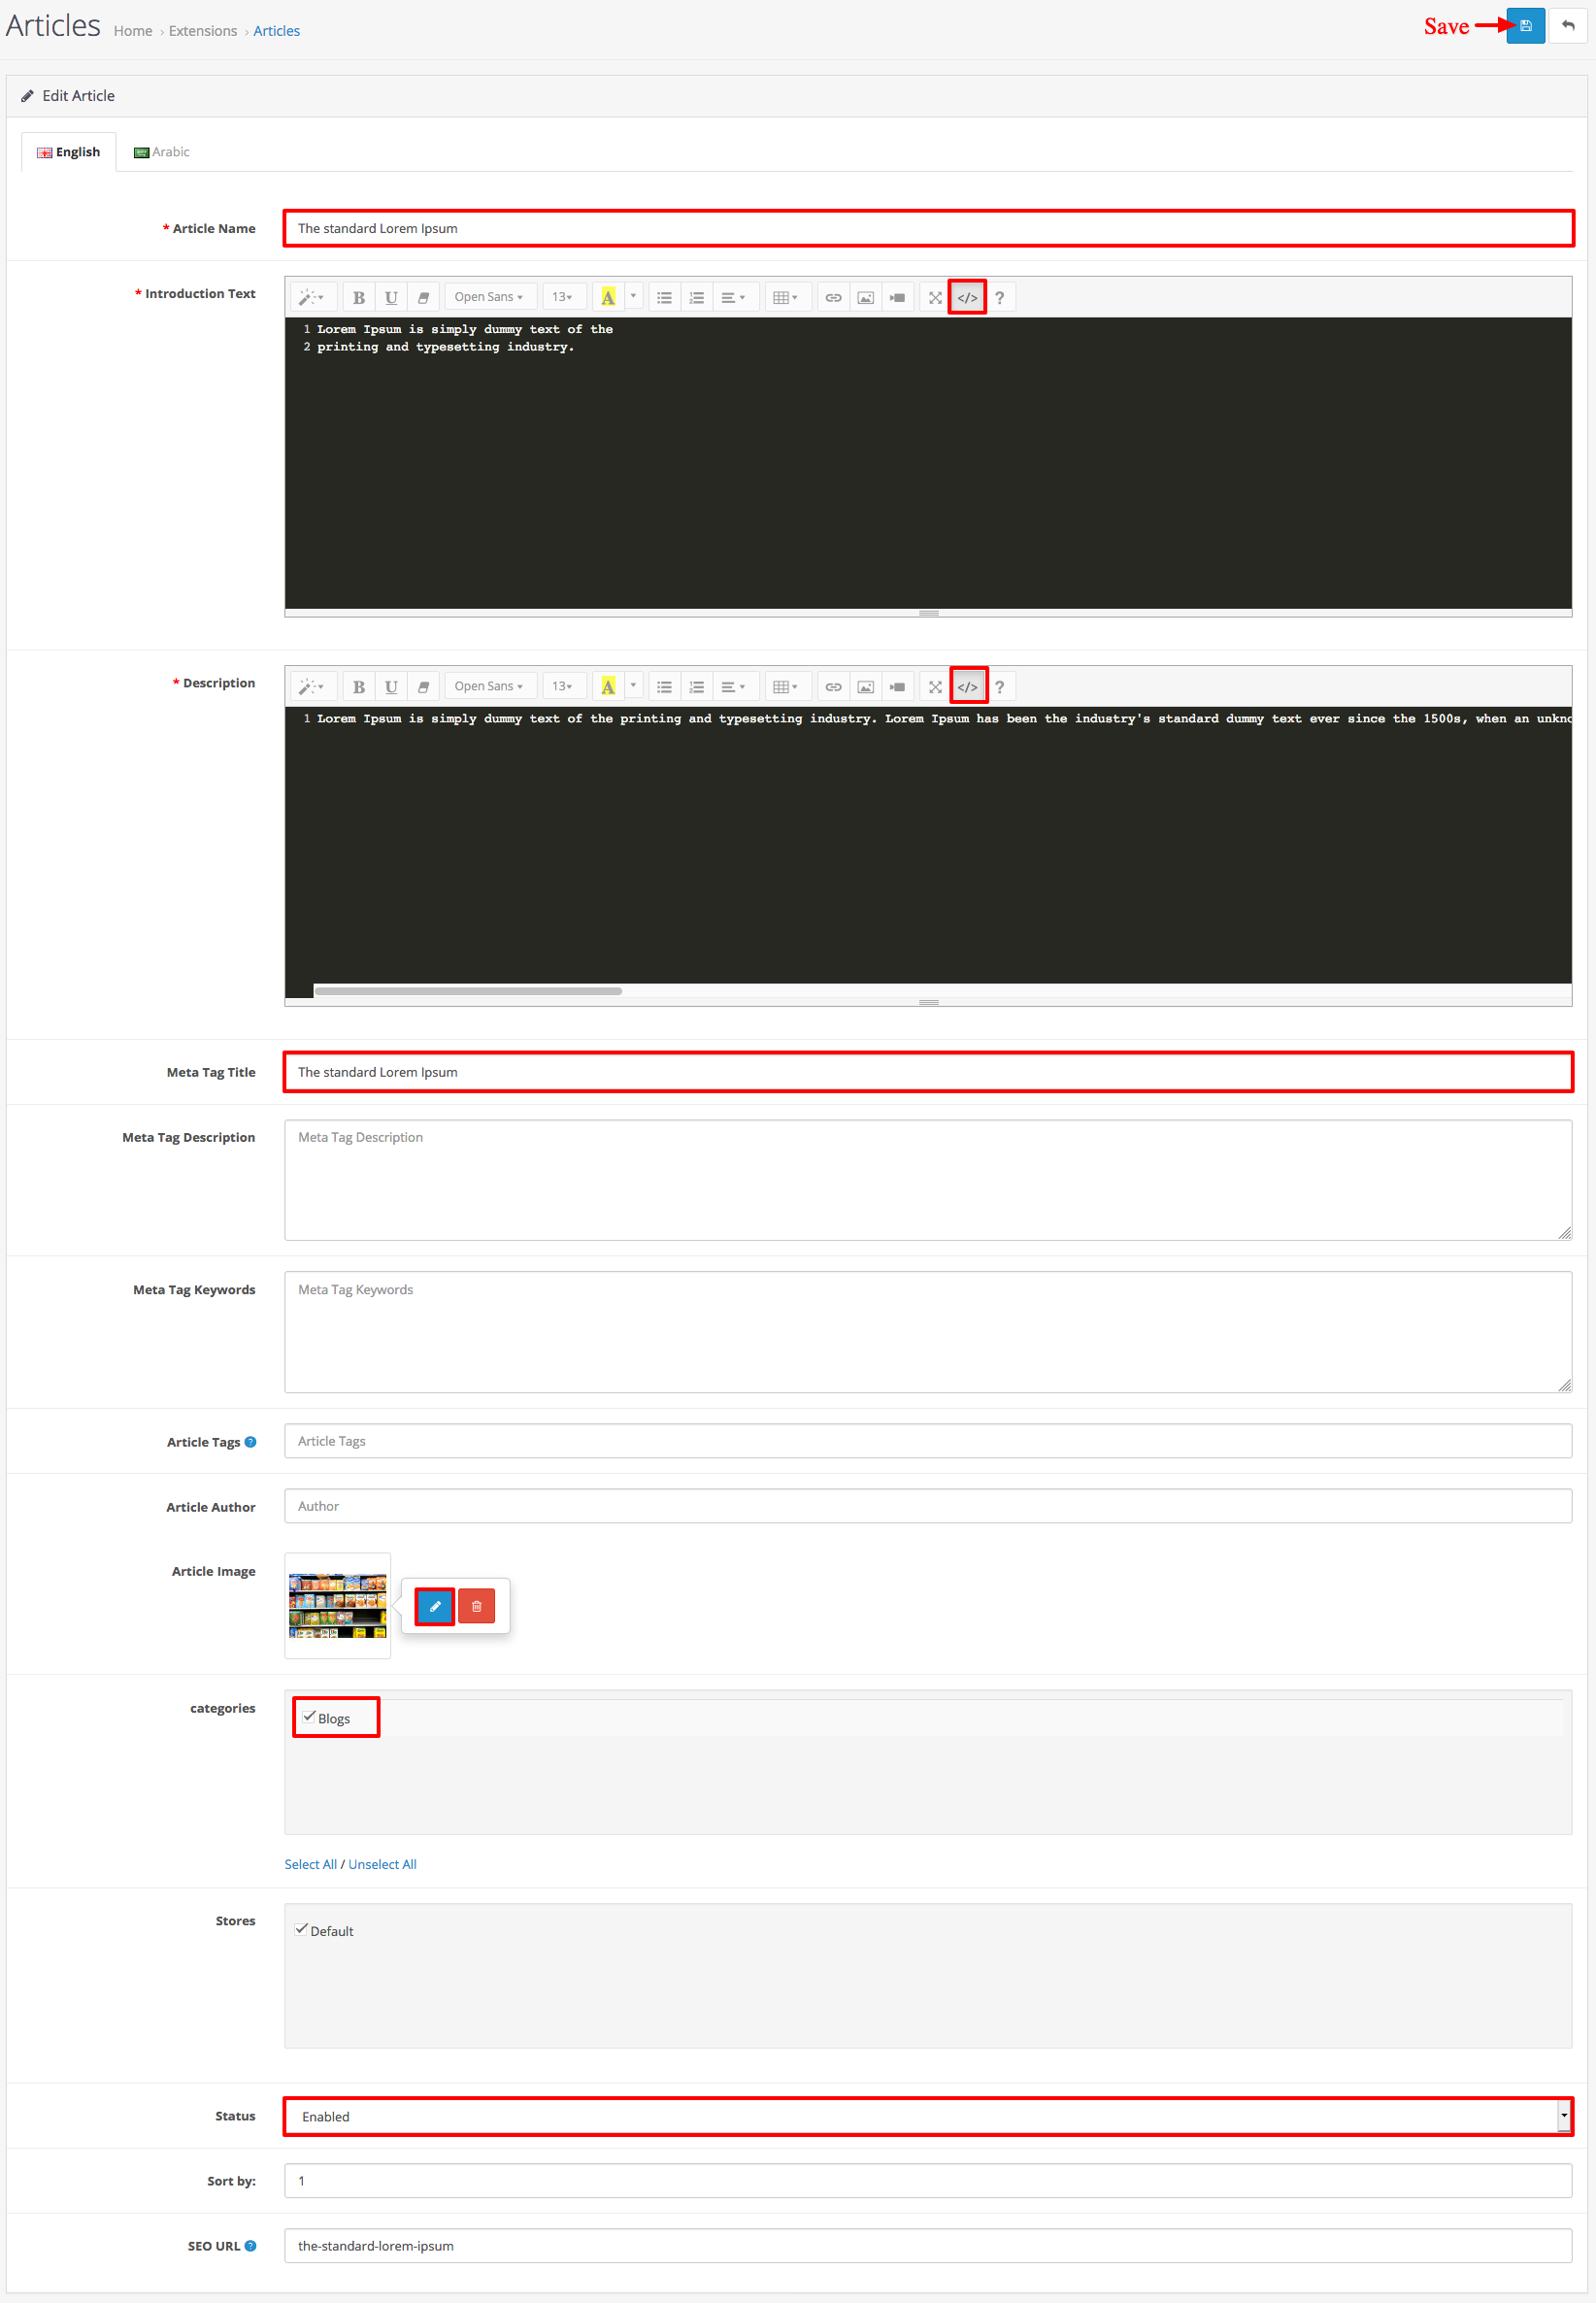 Articles Home › Extensions › Articles
Save
Edit Article
English Arabic
* Article Name The standard Lorem Ipsum
* Introduction Text
B U Open Sans 13 A </> ?
1 Lorem Ipsum is simply dummy text of the
2 printing and typesetting industry.
* Description
B U Open Sans 13 A </> ?
1 Lorem Ipsum is simply dummy text of the printing and typesetting industry. Lorem Ipsum has been the industry's standard dummy text ever since the 1500s, when an unkno
Meta Tag Title The standard Lorem Ipsum
Meta Tag Description Meta Tag Description
Meta Tag Keywords Meta Tag Keywords
Article Tags ? Article Tags
Article Author Author
Article Image
categories
Blogs
Select All / Unselect All
Stores
Default
Status Enabled
Sort by: 1
SEO URL ? the-standard-lorem-ipsum